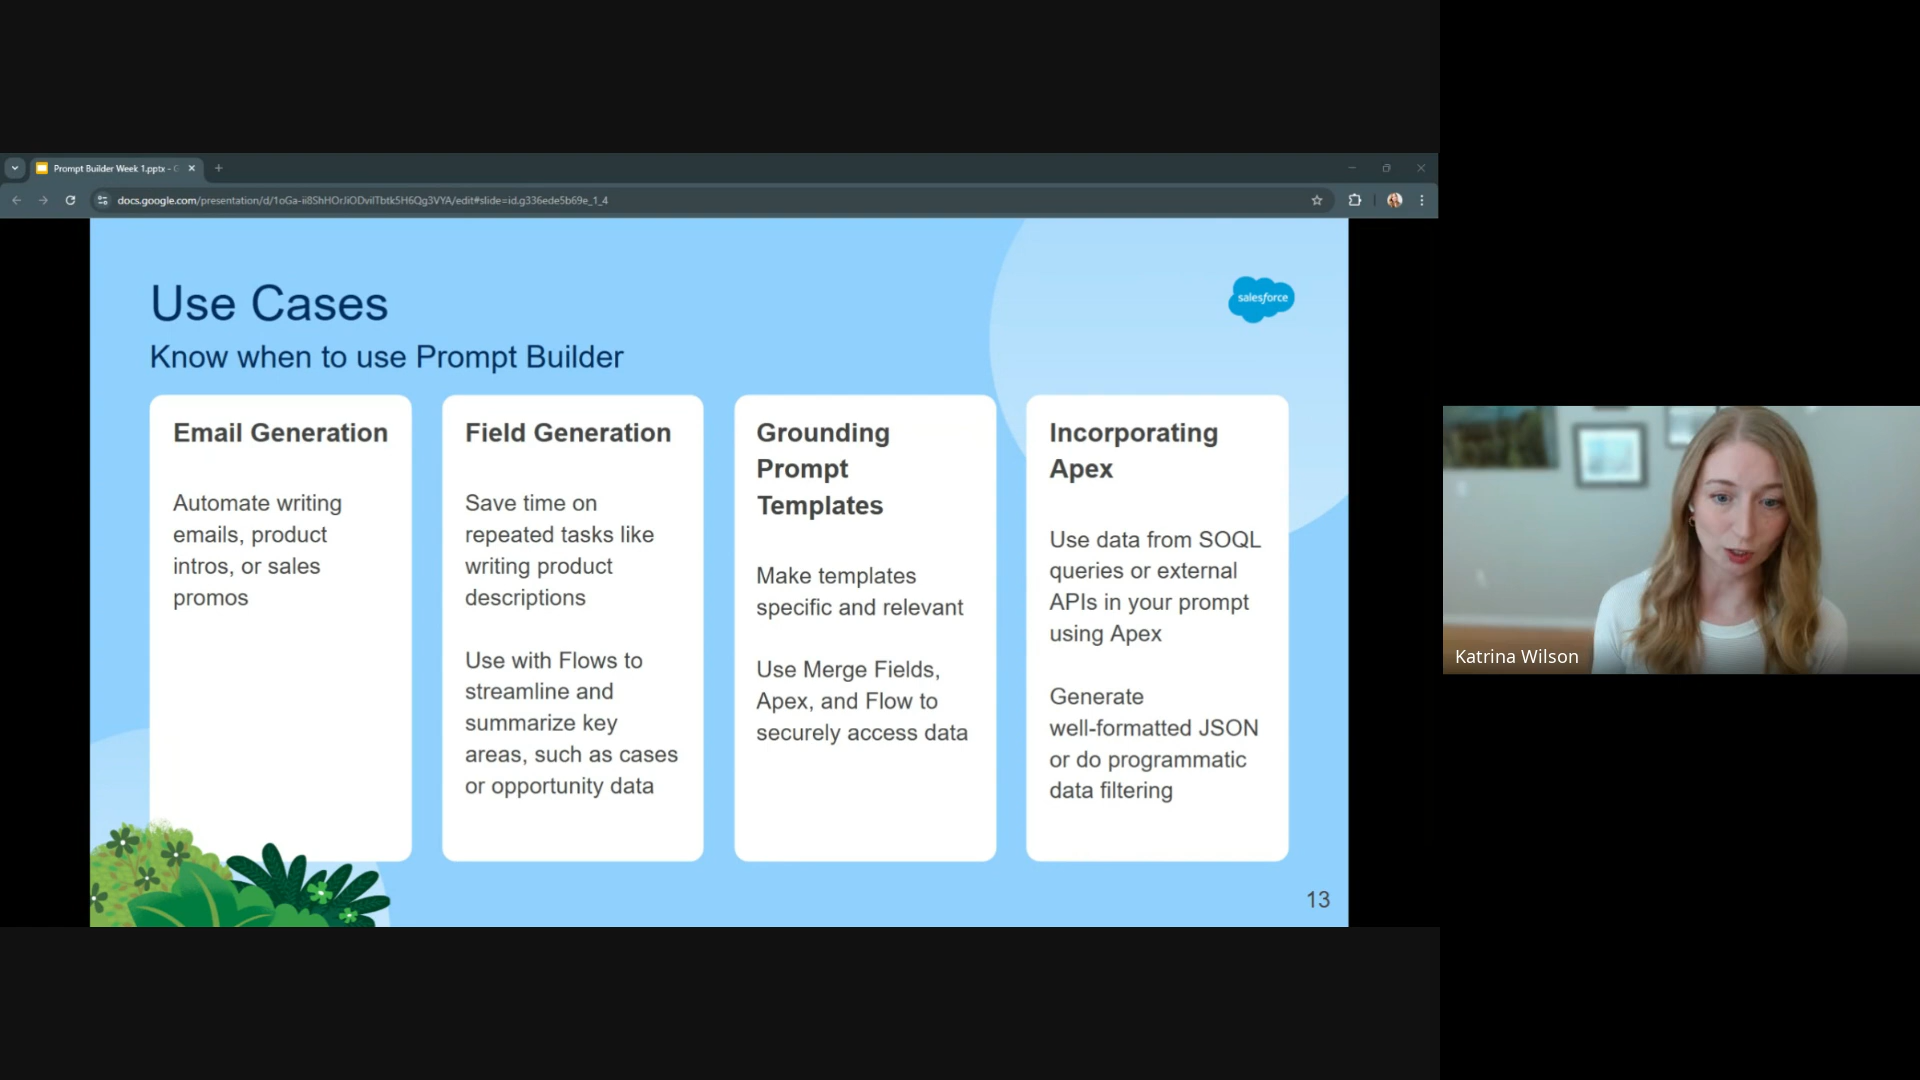 Prompt Builder Week 1.pptx - G
docs.google.com/presentation/d/1oGa-ii8ShHOrJiODvilTbtk5H6Qg3VYA/edit#slide=id.g336ede5b69e_1_4
Use Cases
salesforce
Know when to use Prompt Builder
Email Generation
Automate writing
emails, product
intros, or sales
promos
Field Generation
Save time on
repeated tasks like
writing product
descriptions
Use with Flows to
streamline and
summarize key
areas, such as cases
or opportunity data
Grounding
Prompt
Templates
Make templates
specific and relevant
Use Merge Fields,
Apex, and Flow to
securely access data
Incorporating
Apex
Use data from SOQL
queries or external
APIs in your prompt
using Apex
Generate
well-formatted JSON
or do programmatic
data filtering
13
Katrina Wilson